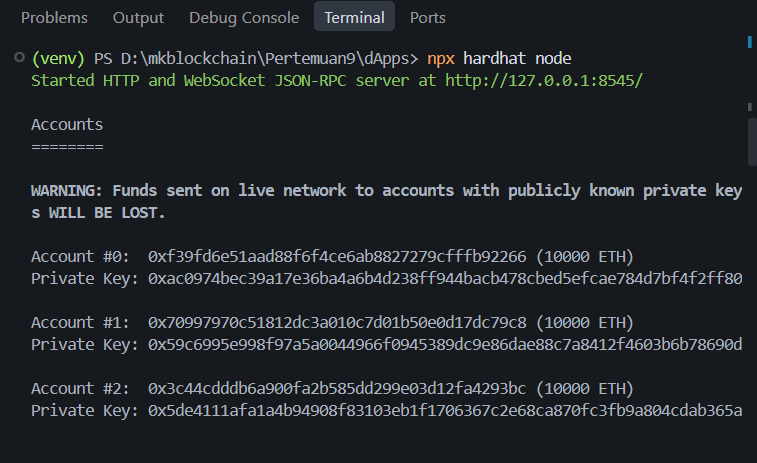 Problems Output Debug Console Terminal Ports
(venv) PS D:\mkblockchain\Pertemuan9\dApps> npx hardhat node
Started HTTP and WebSocket JSON-RPC server at http://127.0.0.1:8545/
Accounts
========
WARNING: Funds sent on live network to accounts with publicly known private key
s WILL BE LOST.
Account #0: 0xf39fd6e51aad88f6f4ce6ab8827279cfffb92266 (10000 ETH)
Private Key: 0xac0974bec39a17e36ba4a6b4d238ff944bacb478cbed5efcae784d7bf4f2ff80
Account #1: 0x70997970c51812dc3a010c7d01b50e0d17dc79c8 (10000 ETH)
Private Key: 0x59c6995e998f97a5a0044966f0945389dc9e86dae88c7a8412f4603b6b78690d
Account #2: 0x3c44cdddb6a900fa2b585dd299e03d12fa4293bc (10000 ETH)
Private Key: 0x5de4111afa1a4b94908f83103eb1f1706367c2e68ca870fc3fb9a804cdab365a